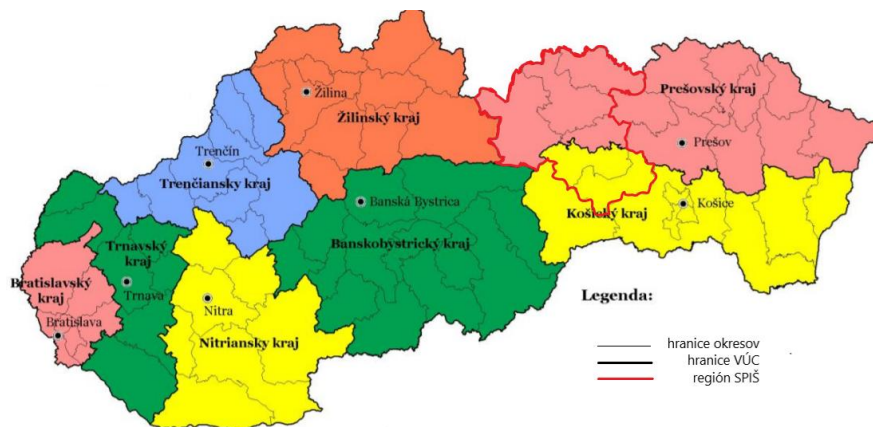 Žilina
Žilinský kraj
Prešovský kraj
Prešov
Trenčín
Trenčiansky kraj
Banská Bystrica
Banskobystrický kraj
Košický kraj
Košice
Trnavský
kraj
Trnava
Bratislavský
kraj
Bratislava
Nitra
Nitriansky kraj
Legenda:
hranice okresov
hranice VÚC
región SPIŠ